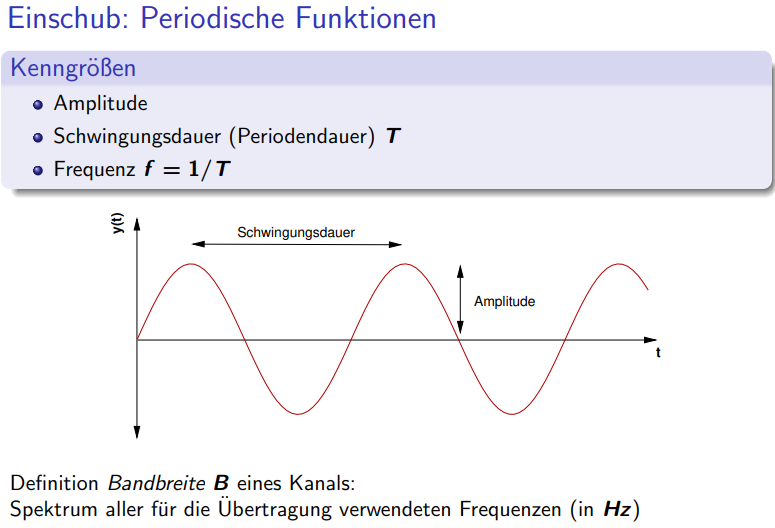 Einschub: Periodische Funktionen
Kenngrößen
Amplitude
Schwingungsdauer (Periodendauer) T
Frequenz f = 1/T
y(t)
Schwingungsdauer
Amplitude
t
Definition Bandbreite B eines Kanals:
Spektrum aller für die Übertragung verwendeten Frequenzen (in Hz)